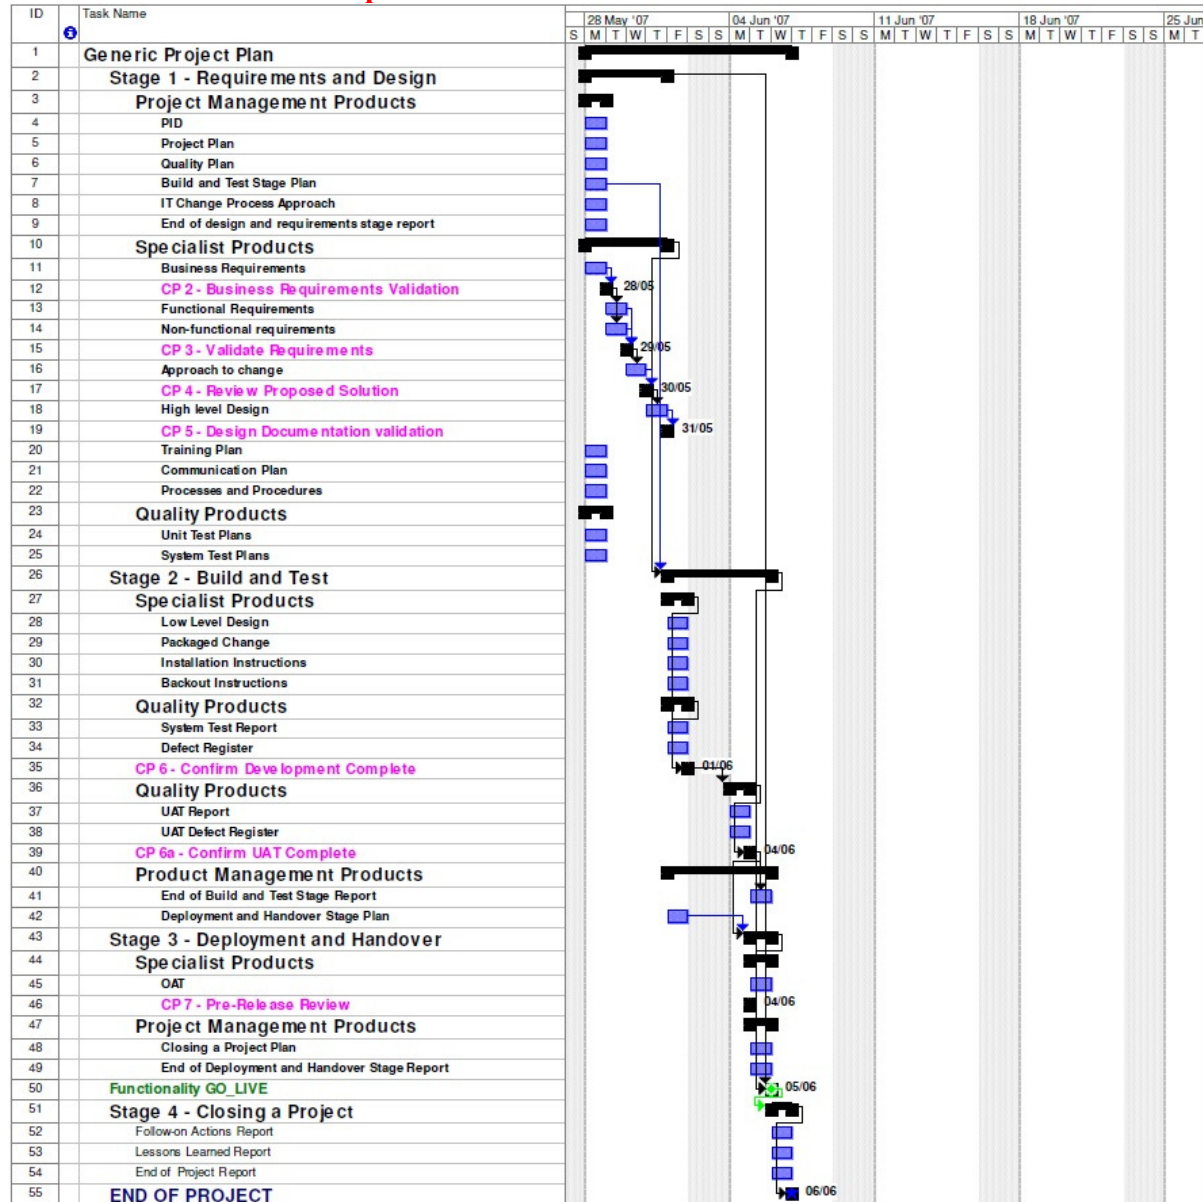 ID Task Name 28 May '07 04 Jun '07 11 Jun '07 18 Jun '07 25 Jun
S M T W T F S S M T W T F S S M T W T F S S M T W T F S S M T
1 Generic Project Plan
2 Stage 1 - Requirements and Design
3 Project Management Products
4 PID
5 Project Plan
6 Quality Plan
7 Build and Test Stage Plan
8 IT Change Process Approach
9 End of design and requirements stage report
10 Specialist Products
11 Business Requirements
12 CP 2 - Business Requirements Validation 28/05
13 Functional Requirements
14 Non-functional requirements
15 CP 3 - Validate Requirements 29/05
16 Approach to change
17 CP 4 - Review Proposed Solution 30/05
18 High level Design
19 CP 5 - Design Documentation validation 31/05
20 Training Plan
21 Communication Plan
22 Processes and Procedures
23 Quality Products
24 Unit Test Plans
25 System Test Plans
26 Stage 2 - Build and Test
27 Specialist Products
28 Low Level Design
29 Packaged Change
30 Installation Instructions
31 Backout Instructions
32 Quality Products
33 System Test Report
34 Defect Register
35 CP 6 - Confirm Development Complete 01/06
36 Quality Products
37 UAT Report
38 UAT Defect Register
39 CP 6a - Confirm UAT Complete 04/06
40 Product Management Products
41 End of Build and Test Stage Report
42 Deployment and Handover Stage Plan
43 Stage 3 - Deployment and Handover
44 Specialist Products
45 OAT
46 CP 7 - Pre-Release Review 04/06
47 Project Management Products
48 Closing a Project Plan
49 End of Deployment and Handover Stage Report
50 Functionality GO_LIVE 05/06
51 Stage 4 - Closing a Project
52 Follow-on Actions Report
53 Lessons Learned Report
54 End of Project Report
55 END OF PROJECT 06/06